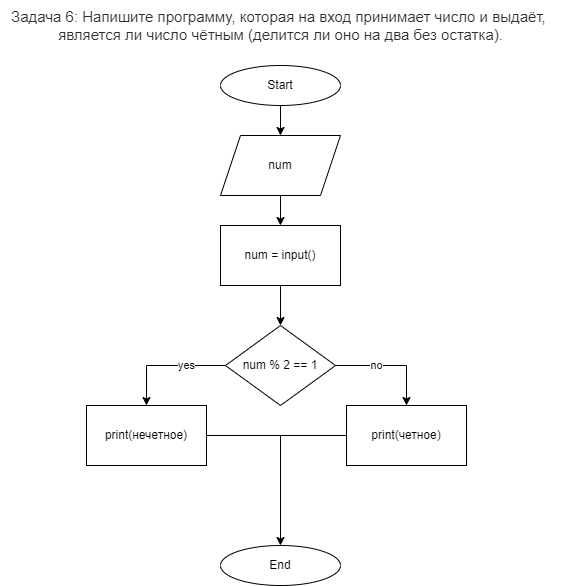 Задача 6: Напишите программу, которая на вход принимает число и выдаёт,
является ли число чётным (делится ли оно на два без остатка).
Start
num
num = input()
num % 2 == 1
yes
no
print(нечетное)
print(четное)
End